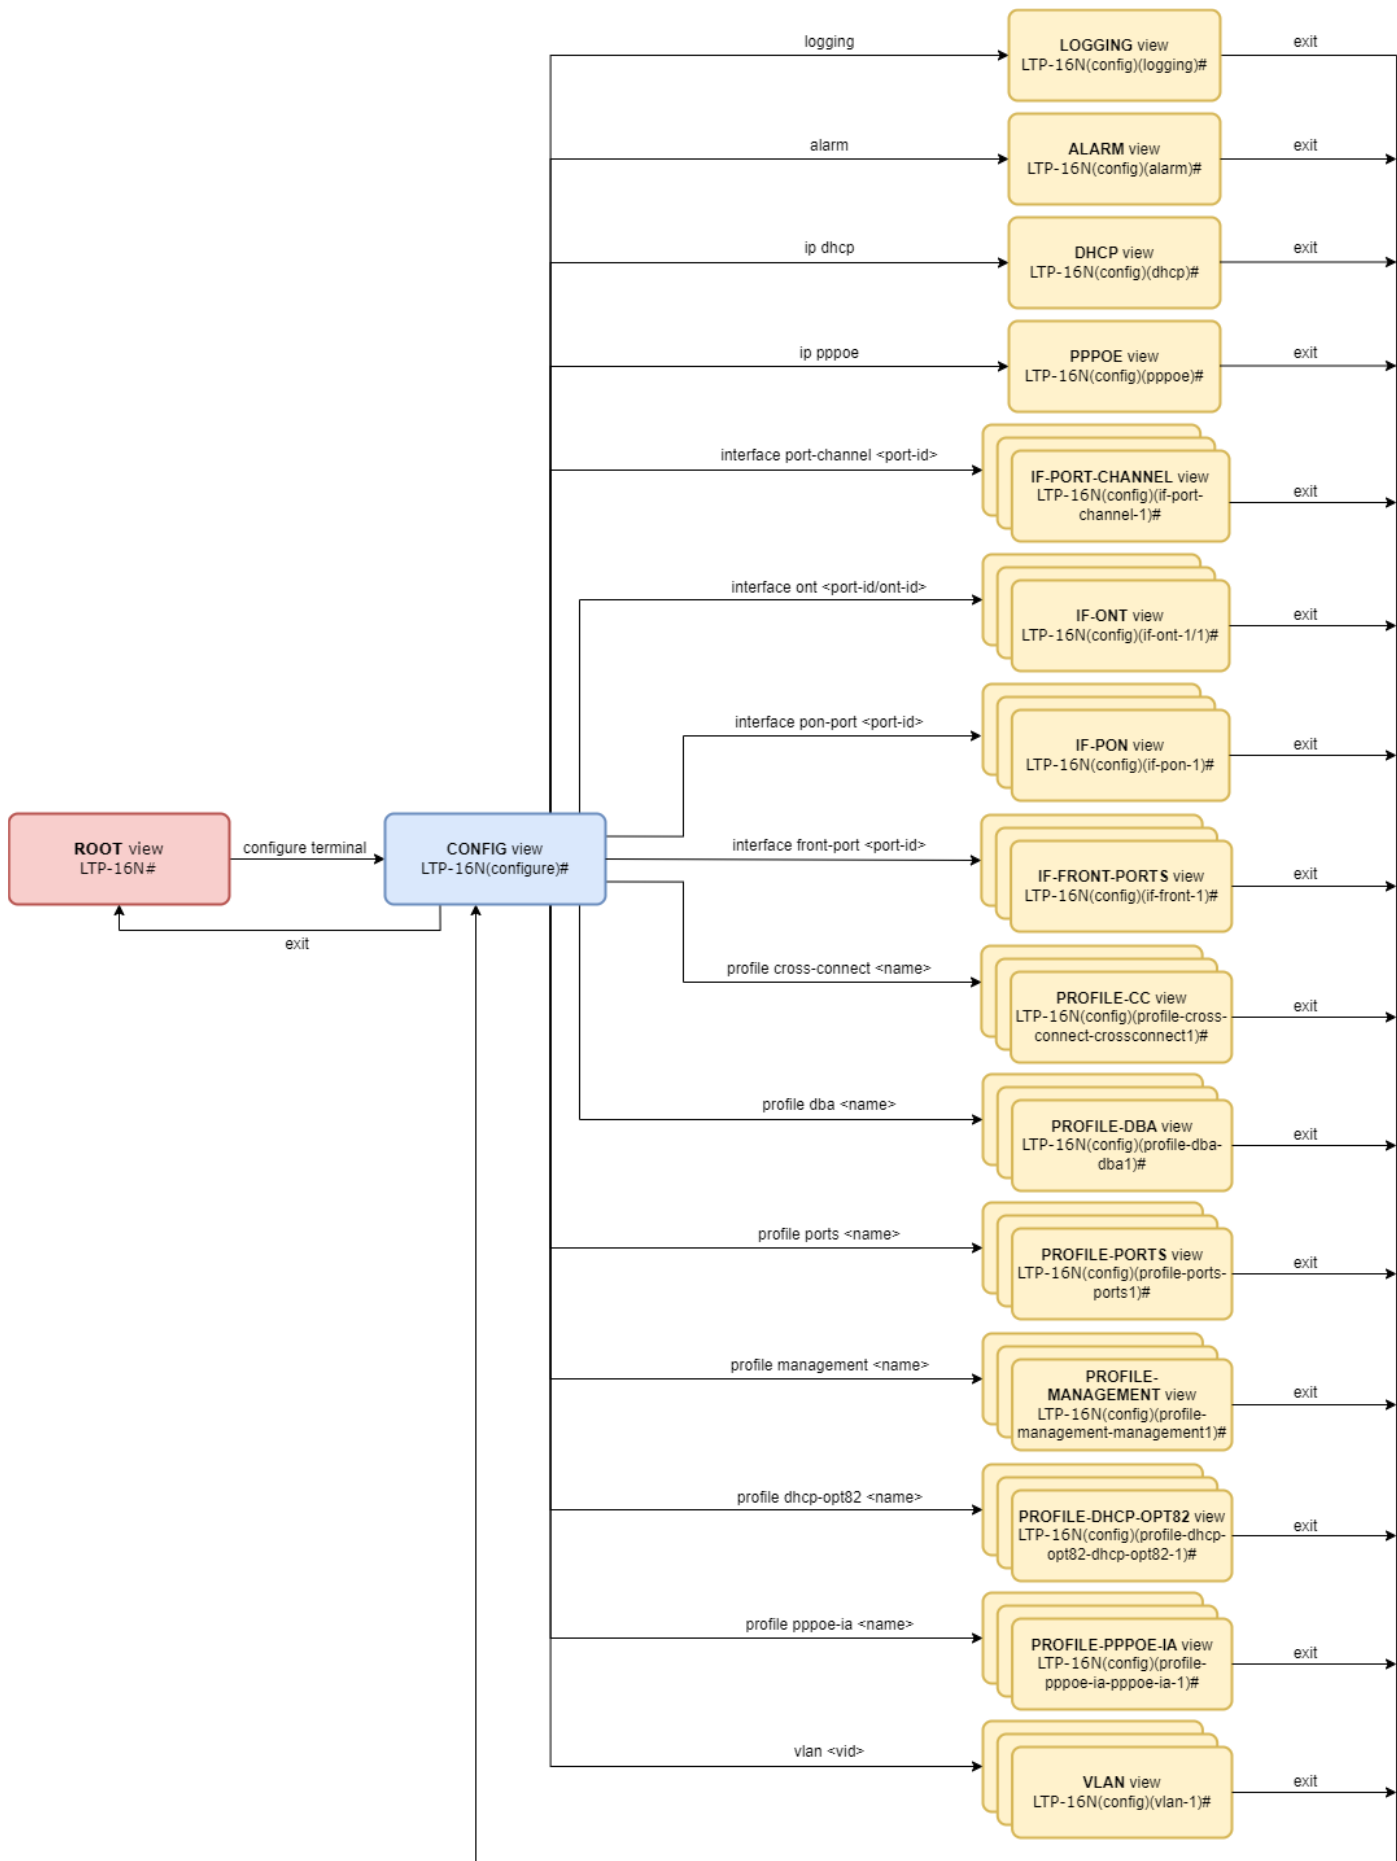 logging
LOGGING view
LTP-16N(config)(logging)#
exit
alarm
ALARM view
LTP-16N(config)(alarm)#
exit
ip dhcp
DHCP view
LTP-16N(config)(dhcp)#
exit
ip pppoe
PPPOE view
LTP-16N(config)(pppoe)#
exit
interface port-channel <port-id>
IF-PORT-CHANNEL view
LTP-16N(config)(if-port-
channel-1)#
exit
interface ont <port-id/ont-id>
IF-ONT view
LTP-16N(config)(if-ont-1/1)#
exit
interface pon-port <port-id>
IF-PON view
LTP-16N(config)(if-pon-1)#
exit
ROOT view
LTP-16N#
configure terminal
CONFIG view
LTP-16N(configure)#
exit
interface front-port <port-id>
IF-FRONT-PORTS view
LTP-16N(config)(if-front-1)#
exit
profile cross-connect <name>
PROFILE-CC view
LTP-16N(config)(profile-cross-
connect-crossconnect1)#
exit
profile dba <name>
PROFILE-DBA view
LTP-16N(config)(profile-dba-
dba1)#
exit
profile ports <name>
PROFILE-PORTS view
LTP-16N(config)(profile-ports-
ports1)#
exit
profile management <name>
PROFILE-
MANAGEMENT view
LTP-16N(config)(profile-
management-management1)#
exit
profile dhcp-opt82 <name>
PROFILE-DHCP-OPT82 view
LTP-16N(config)(profile-dhcp-
opt82-dhcp-opt82-1)#
exit
profile pppoe-ia <name>
PROFILE-PPPOE-IA view
LTP-16N(config)(profile-
pppoe-ia-pppoe-ia-1)#
exit
vlan <vid>
VLAN view
LTP-16N(config)(vlan-1)#
exit